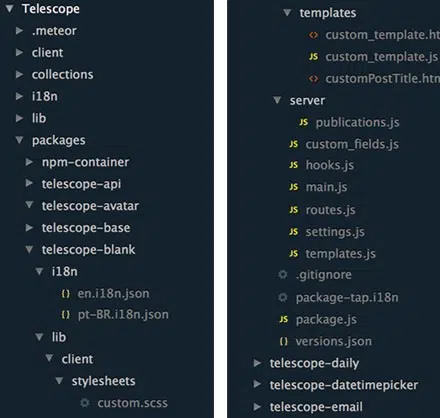 Telescope
.meteor
client
collections
i18n
lib
packages
npm-container
telescope-api
telescope-avatar
telescope-base
telescope-blank
i18n
en.i18n.json
pt-BR.i18n.json
lib
client
stylesheets
custom.scss
templates
custom_template.ht
JS custom_template.js
customPostTitle.htm
server
JS publications.js
JS custom_fields.js
JS hooks.js
JS main.js
JS routes.js
JS settings.js
JS templates.js
.gitignore
package-tap.i18n
JS package.js
versions.json
telescope-daily
telescope-datetimepicker
telescope-email